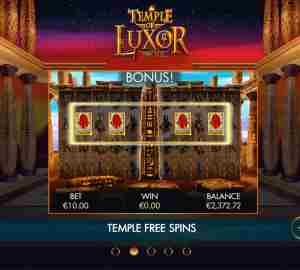 TEMPLE
OF
LUXOR
BONUS!
BET
WIN
BALANCE
€10.00
€0.00
€2,372.72
TEMPLE FREE SPINS